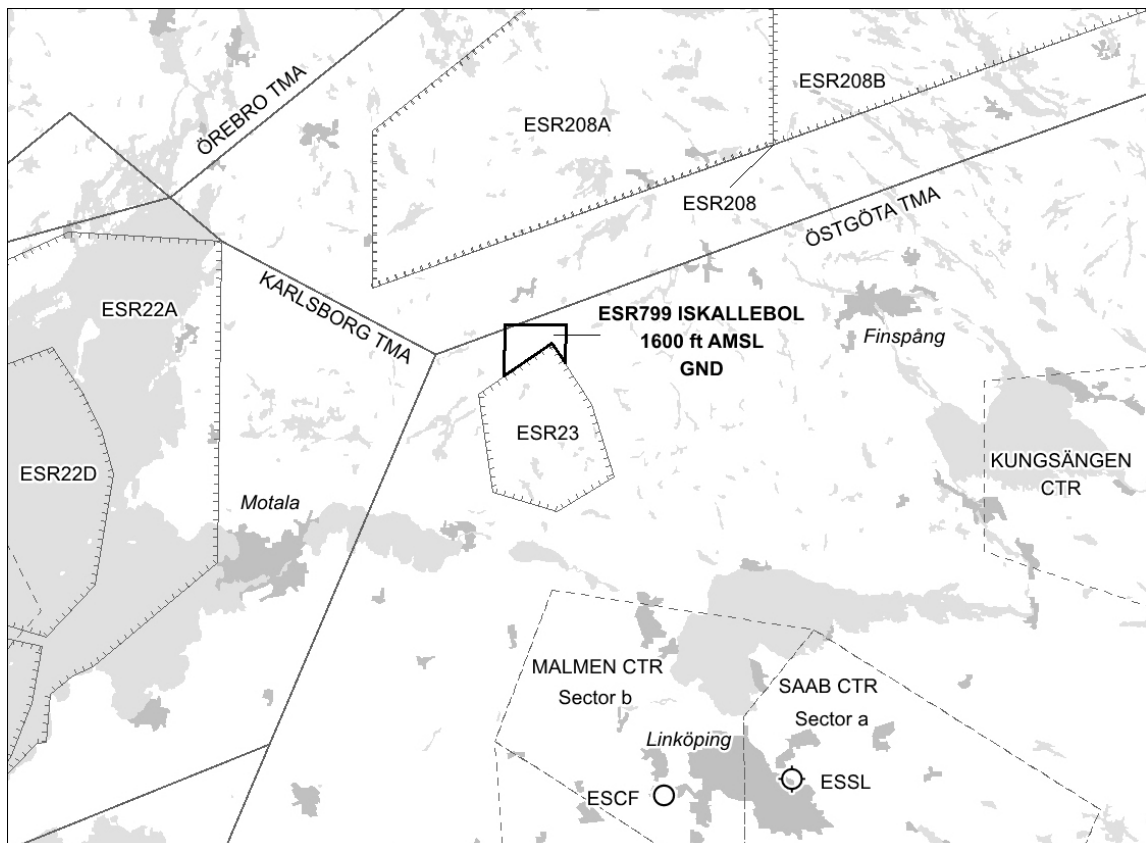 ÖREBRO TMA
ESR208B
ESR208A
ESR208
ÖSTGÖTA TMA
KARLSBORG TMA
ESR22A
ESR799 ISKALLEBOL
1600 ft AMSL
GND
Finspång
ESR23
ESR22D
KUNGSÄNGEN
CTR
Motala
MALMEN CTR
Sector b
SAAB CTR
Sector a
Linköping
ESCF
ESSL